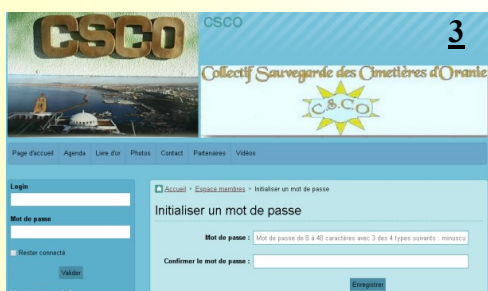 CSCO
CSCO
3
Collectif Sauvegarde des Cimetières d'Oranie
C.S.C.O
Page d'accueil Agenda Livre d'or Photos Contact Partenaires Vidéos
Login
Mot de passe
Rester connecté
Valider
Accueil › Espace membres › Initialiser un mot de passe
Initialiser un mot de passe
Mot de passe : Mot de passe de 6 à 48 caractères avec 3 des 4 types suivants : minuscu
Confirmer le mot de passe :
Enregistrer